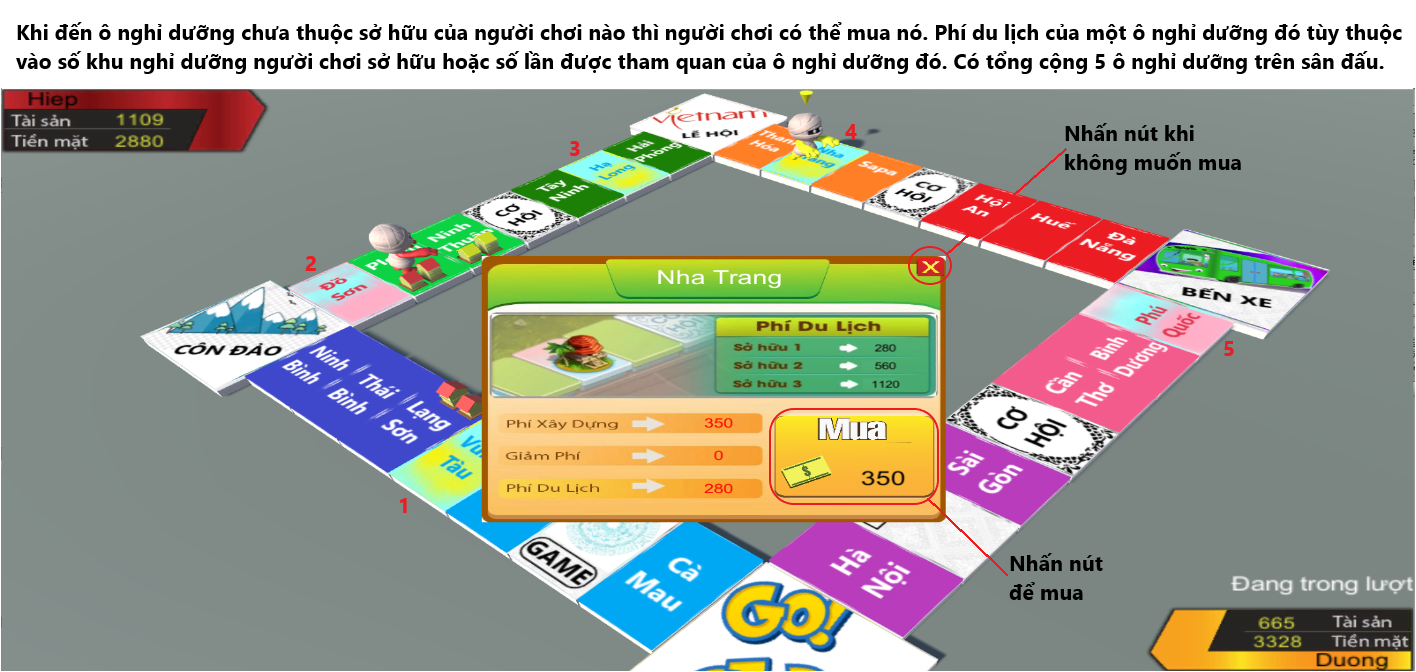 Khi đến ô nghỉ dưỡng chưa thuộc sở hữu của người chơi nào thì người chơi có thể mua nó. Phí du lịch của một ô nghỉ dưỡng đó tùy thuộc
vào số khu nghỉ dưỡng người chơi sở hữu hoặc số lần được tham quan của ô nghỉ dưỡng đó. Có tổng cộng 5 ô nghỉ dưỡng trên sân đấu.
Hiep
Tài sản 1109
Tiền mặt 2880
Vietnam
LỄ HỘI
Thanh
Hóa
Nha
Trang
4
Sapa
CƠ
HỘI
Hội
An
Huế
Đà
Nẵng
Nhấn nút khi
không muốn mua
3
Hải
Phòng
Hạ
Long
Tây
Ninh
CƠ
HỘI
Ninh
Thuận
2
Đồ
Sơn
CÔN ĐẢO
BẾN XE
Phú
Quốc
5
Ninh
Bình
Thái
Bình
Lạng
Sơn
Vũng
Tàu
1
Nha Trang
X
Phí Du Lịch
Sở hữu 1 280
Sở hữu 2 560
Sở hữu 3 1120
Phí Xây Dựng 350
Giảm Phí 0
Phí Du Lịch 280
Mua
350
Bình
Dương
Cần
Thơ
CƠ
HỘI
Sài
Gòn
Hà
Nội
GAME
Cà
Mau
GO!
Nhấn nút
để mua
Đang trong lượt
665 Tài sản
3328 Tiền mặt
Duong